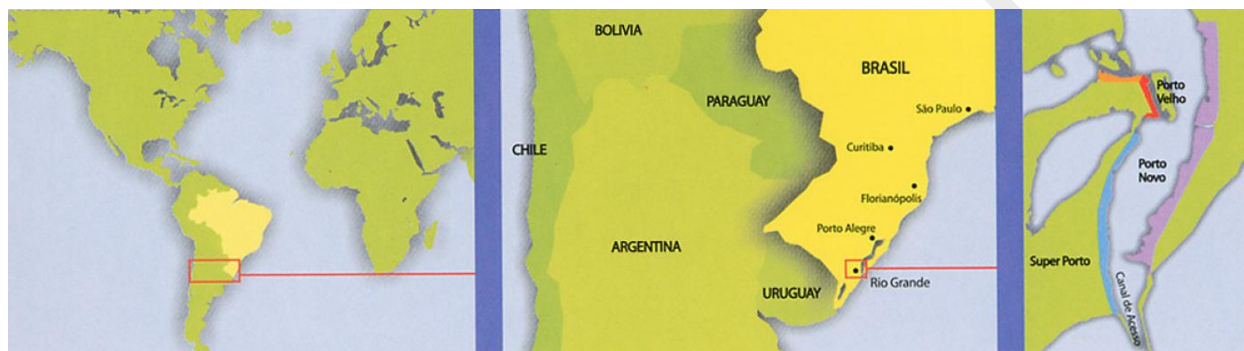 BOLIVIA
BRASIL
PARAGUAY
São Paulo
CHILE
Curitiba
Florianópolis
Porto Alegre
ARGENTINA
URUGUAY
Rio Grande
Porto
Velho
Porto
Novo
Super Porto
Canal de Acesso